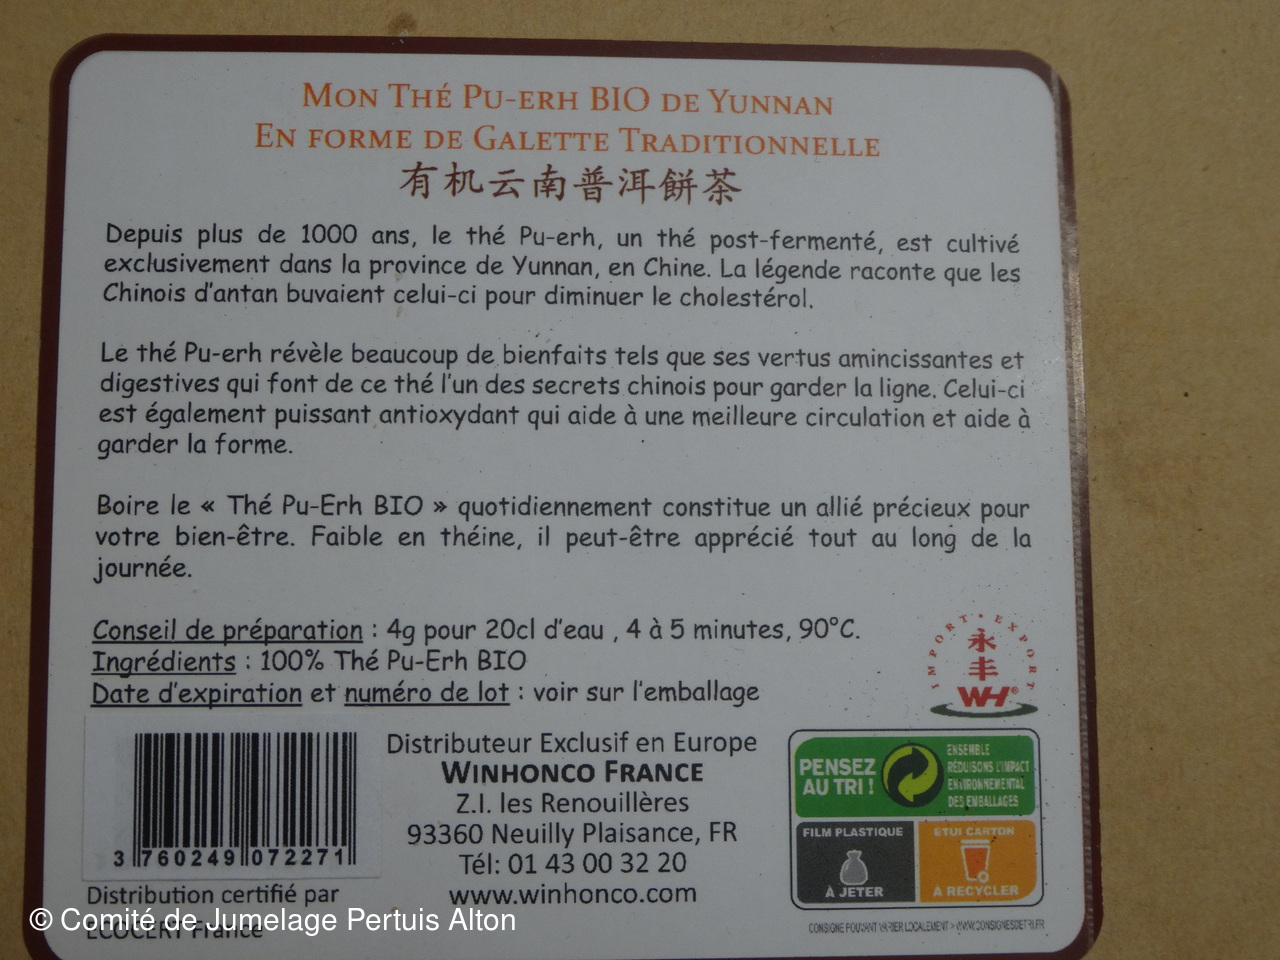 MON THÉ PU-ERH BIO DE YUNNAN
EN FORME DE GALETTE TRADITIONNELLE
有机云南普洱餅茶
Depuis plus de 1000 ans, le thé Pu-erh, un thé post-fermenté, est cultivé
exclusivement dans la province de Yunnan, en Chine. La légende raconte que les
Chinois d'antan buvaient celui-ci pour diminuer le cholestérol.
Le thé Pu-erh révèle beaucoup de bienfaits tels que ses vertus amincissantes et
digestives qui font de ce thé l'un des secrets chinois pour garder la ligne. Celui-ci
est également puissant antioxydant qui aide à une meilleure circulation et aide à
garder la forme.
Boire le « Thé Pu-Erh BIO » quotidiennement constitue un allié précieux pour
votre bien-être. Faible en théine, il peut-être apprécié tout au long de la
journée.
Conseil de préparation : 4g pour 20cl d'eau , 4 à 5 minutes, 90°C.
Ingrédients : 100% Thé Pu-Erh BIO
Date d'expiration et numéro de lot : voir sur l'emballage
IMPORT • EXPORT
永
丰
WH®
3 760249 072271
Distribution certifié par
ECOCERT France
Distributeur Exclusif en Europe
WINHONCO FRANCE
Z.I. les Renouillères
93360 Neuilly Plaisance, FR
Tél: 01 43 00 32 20
www.winhonco.com
PENSEZ
AU TRI !
ENSEMBLE
RÉDUISONS L'IMPACT
ENVIRONNEMENTAL
DES EMBALLAGES
FILM PLASTIQUE
À JETER
ÉTUI CARTON
À RECYCLER
CONSIGNE POUVANT VARIER LOCALEMENT > WWW.CONSIGNESDETRI.FR
© Comité de Jumelage Pertuis Alton